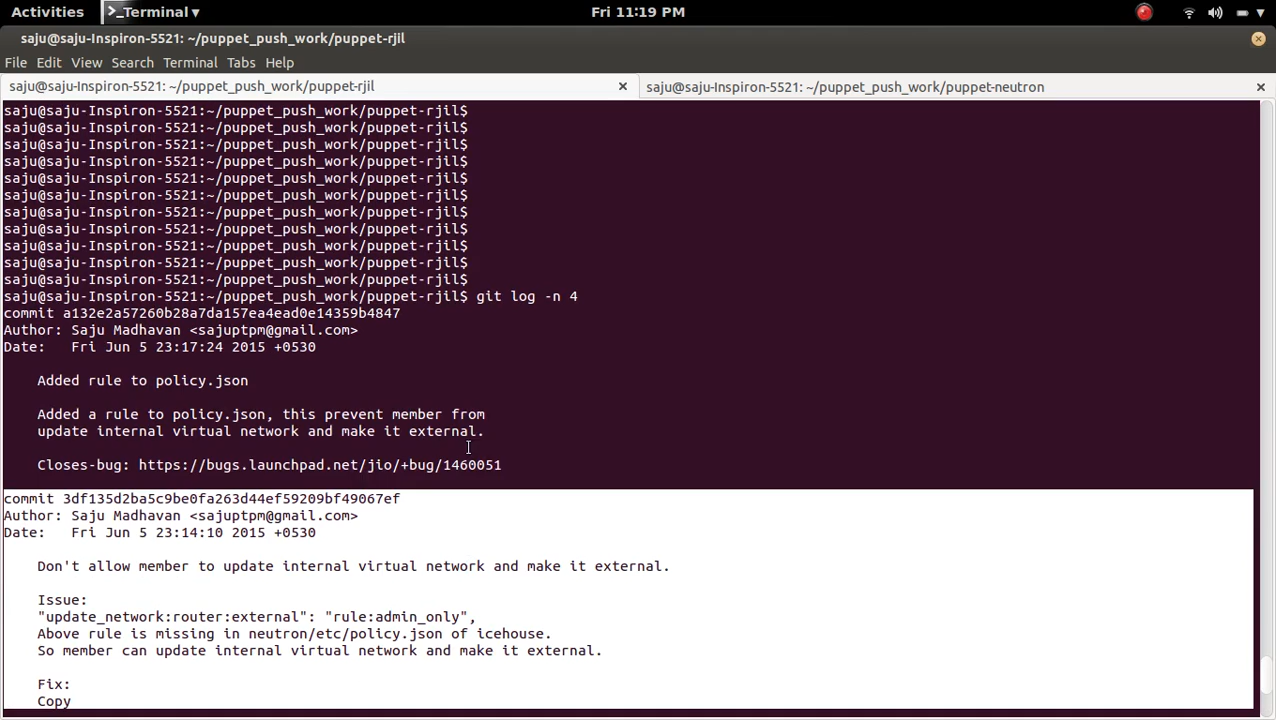 Activities
>_Terminal ▾
Fri 11:19 PM
saju@saju-Inspiron-5521: ~/puppet_push_work/puppet-rjil
File Edit View Search Terminal Tabs Help
saju@saju-Inspiron-5521: ~/puppet_push_work/puppet-rjil
saju@saju-Inspiron-5521: ~/puppet_push_work/puppet-neutron
saju@saju-Inspiron-5521:~/puppet_push_work/puppet-rjil$
saju@saju-Inspiron-5521:~/puppet_push_work/puppet-rjil$
saju@saju-Inspiron-5521:~/puppet_push_work/puppet-rjil$
saju@saju-Inspiron-5521:~/puppet_push_work/puppet-rjil$
saju@saju-Inspiron-5521:~/puppet_push_work/puppet-rjil$
saju@saju-Inspiron-5521:~/puppet_push_work/puppet-rjil$
saju@saju-Inspiron-5521:~/puppet_push_work/puppet-rjil$
saju@saju-Inspiron-5521:~/puppet_push_work/puppet-rjil$
saju@saju-Inspiron-5521:~/puppet_push_work/puppet-rjil$
saju@saju-Inspiron-5521:~/puppet_push_work/puppet-rjil$
saju@saju-Inspiron-5521:~/puppet_push_work/puppet-rjil$
saju@saju-Inspiron-5521:~/puppet_push_work/puppet-rjil$ git log -n 4
commit a132e2a57260b28a7da157ea4ead0e14359b4847
Author: Saju Madhavan <sajuptpm@gmail.com>
Date:   Fri Jun 5 23:17:24 2015 +0530
Added rule to policy.json
Added a rule to policy.json, this prevent member from
update internal virtual network and make it external.
Closes-bug: https://bugs.launchpad.net/jio/+bug/1460051
commit 3df135d2ba5c9be0fa263d44ef59209bf49067ef
Author: Saju Madhavan <sajuptpm@gmail.com>
Date:   Fri Jun 5 23:14:10 2015 +0530
Don't allow member to update internal virtual network and make it external.
Issue:
"update_network:router:external": "rule:admin_only",
Above rule is missing in neutron/etc/policy.json of icehouse.
So member can update internal virtual network and make it external.
Fix:
Copy